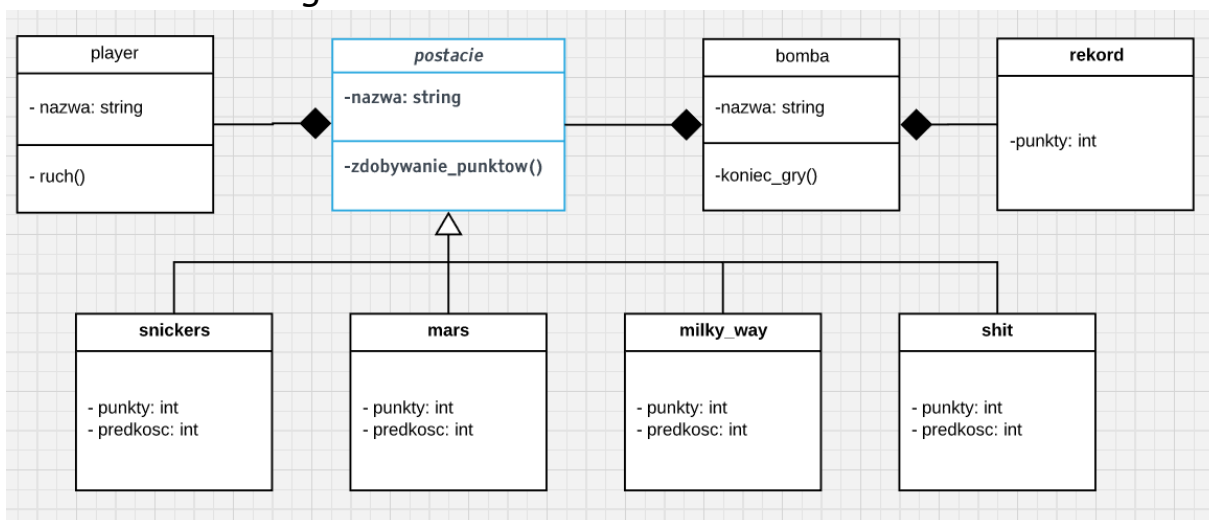 player
- nazwa: string
- ruch()
postacie
-nazwa: string
-zdobywanie_punktow()
bomba
-nazwa: string
-koniec_gry()
rekord
-punkty: int
snickers
- punkty: int
- predkosc: int
mars
- punkty: int
- predkosc: int
milky_way
- punkty: int
- predkosc: int
shit
- punkty: int
- predkosc: int